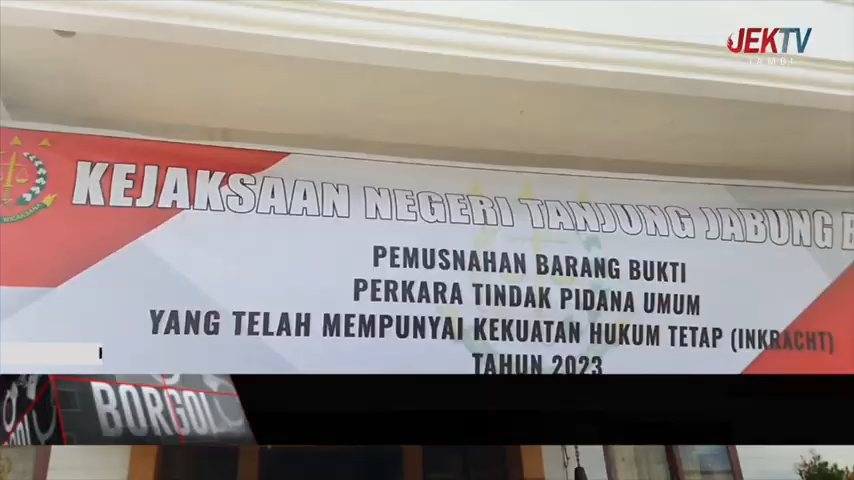 JEKTV
JAMBI
KEJAKSAAN NEGERI TANJUNG JABUNG B
PEMUSNAHAN BARANG BUKTI
PERKARA TINDAK PIDANA UMUM
YANG TELAH MEMPUNYAI KEKUATAN HUKUM TETAP (INKRACHT)
TAHUN 2023
BORGOL